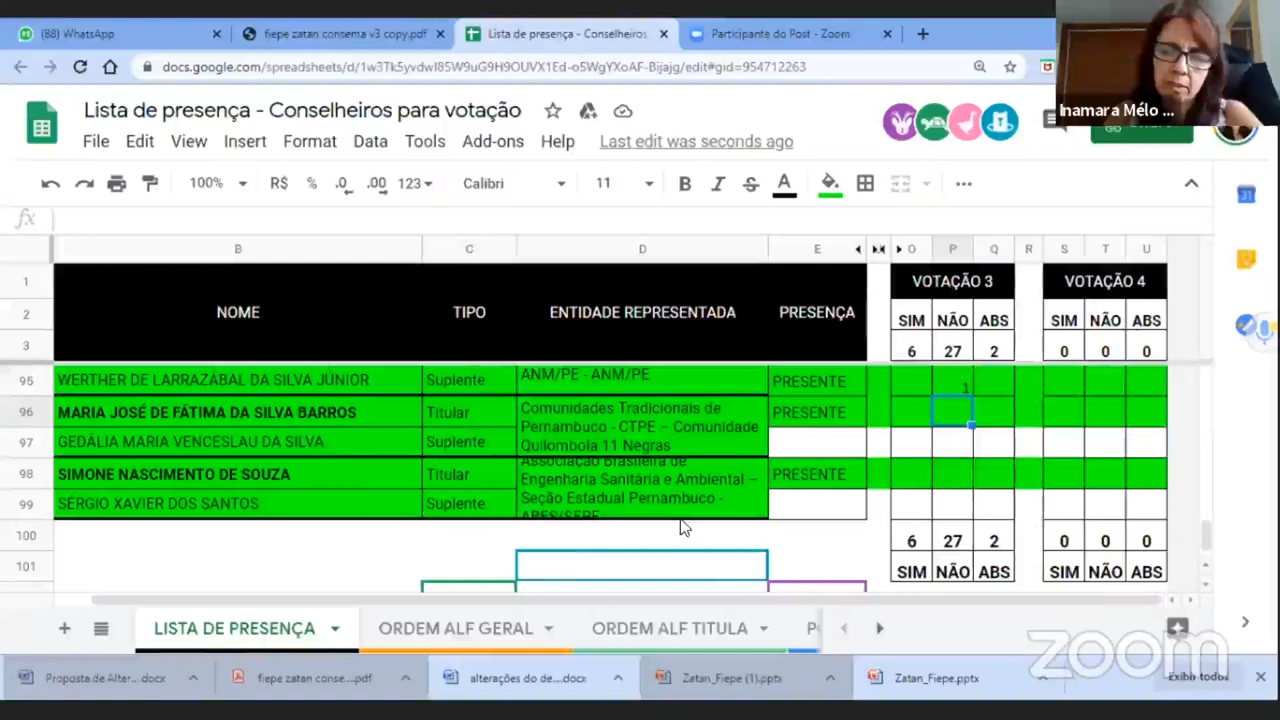 (88) WhatsApp
fiepe zatan consema v3 copy.pdf
Lista de presença - Conselheiros
Participante do Post - Zoom
docs.google.com/spreadsheets/d/1w3Tk5yvdwI85W9uG9H9OUVX1Ed-o5WgYXoAF-Bijajg/edit#gid=954712263
Inamara Mélo ...
Lista de presença - Conselheiros para votação
File Edit View Insert Format Data Tools Add-ons Help Last edit was seconds ago
100% R$ % .0 .00 123 Calibri 11 B I S A ...
fx
B C D E O P Q R S T U
1 VOTAÇÃO 3 VOTAÇÃO 4
2 NOME TIPO ENTIDADE REPRESENTADA PRESENÇA SIM NÃO ABS SIM NÃO ABS
3 6 27 2 0 0 0
95 WERTHER DE LARRAZÁBAL DA SILVA JÚNIOR Suplente ANM/PE - ANM/PE PRESENTE 1
96 MARIA JOSÉ DE FÁTIMA DA SILVA BARROS Titular PRESENTE
Comunidades Tradicionais de
Pernambuco - CTPE – Comunidade
Quilombola 11 Negras
97 GEDÁLIA MARIA VENCESLAU DA SILVA Suplente
98 SIMONE NASCIMENTO DE SOUZA Titular PRESENTE
Associação Brasileira de
Engenharia Sanitária e Ambiental –
Seção Estadual Pernambuco -
ABES/SEPE
99 SÉRGIO XAVIER DOS SANTOS Suplente
100 6 27 2 0 0 0
101 SIM NÃO ABS SIM NÃO ABS
LISTA DE PRESENÇA
ORDEM ALF GERAL
ORDEM ALF TITULA
Proposta de Alter....docx
fiepe zatan conse....pdf
alterações do de....docx
Zatan_Fiepe (1).pptx
Zatan_Fiepe.pptx
Exibir todos
zoom